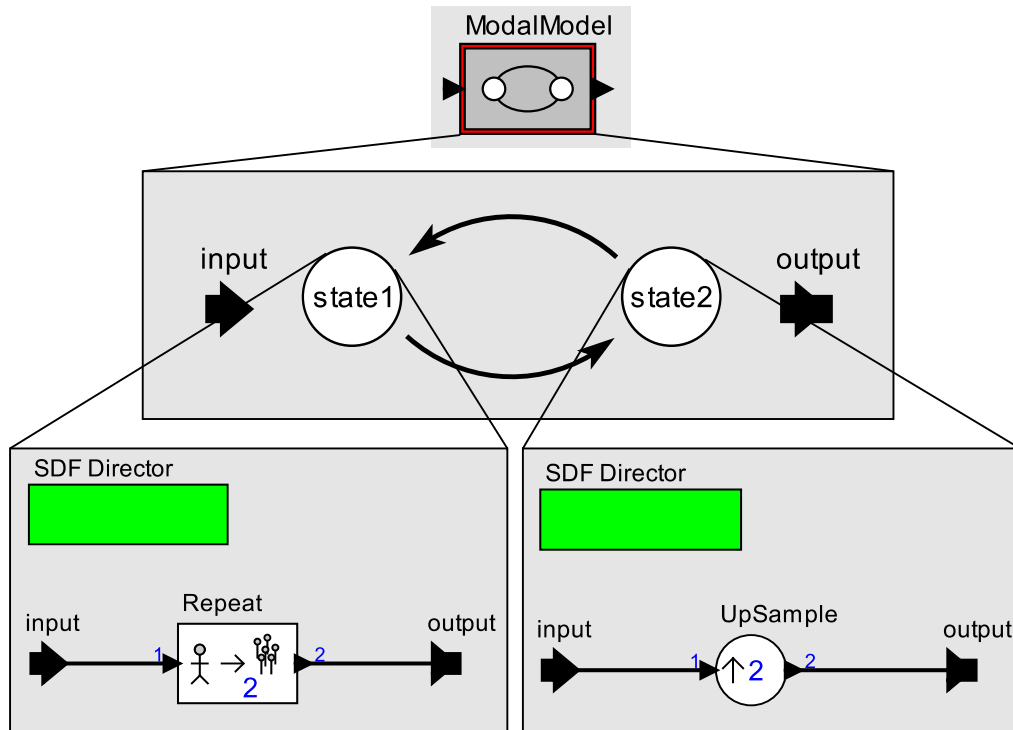 ModalModel
input
state1
state2
output
SDF Director
Repeat
input
1
2
2
output
SDF Director
UpSample
input
1
2
2
output